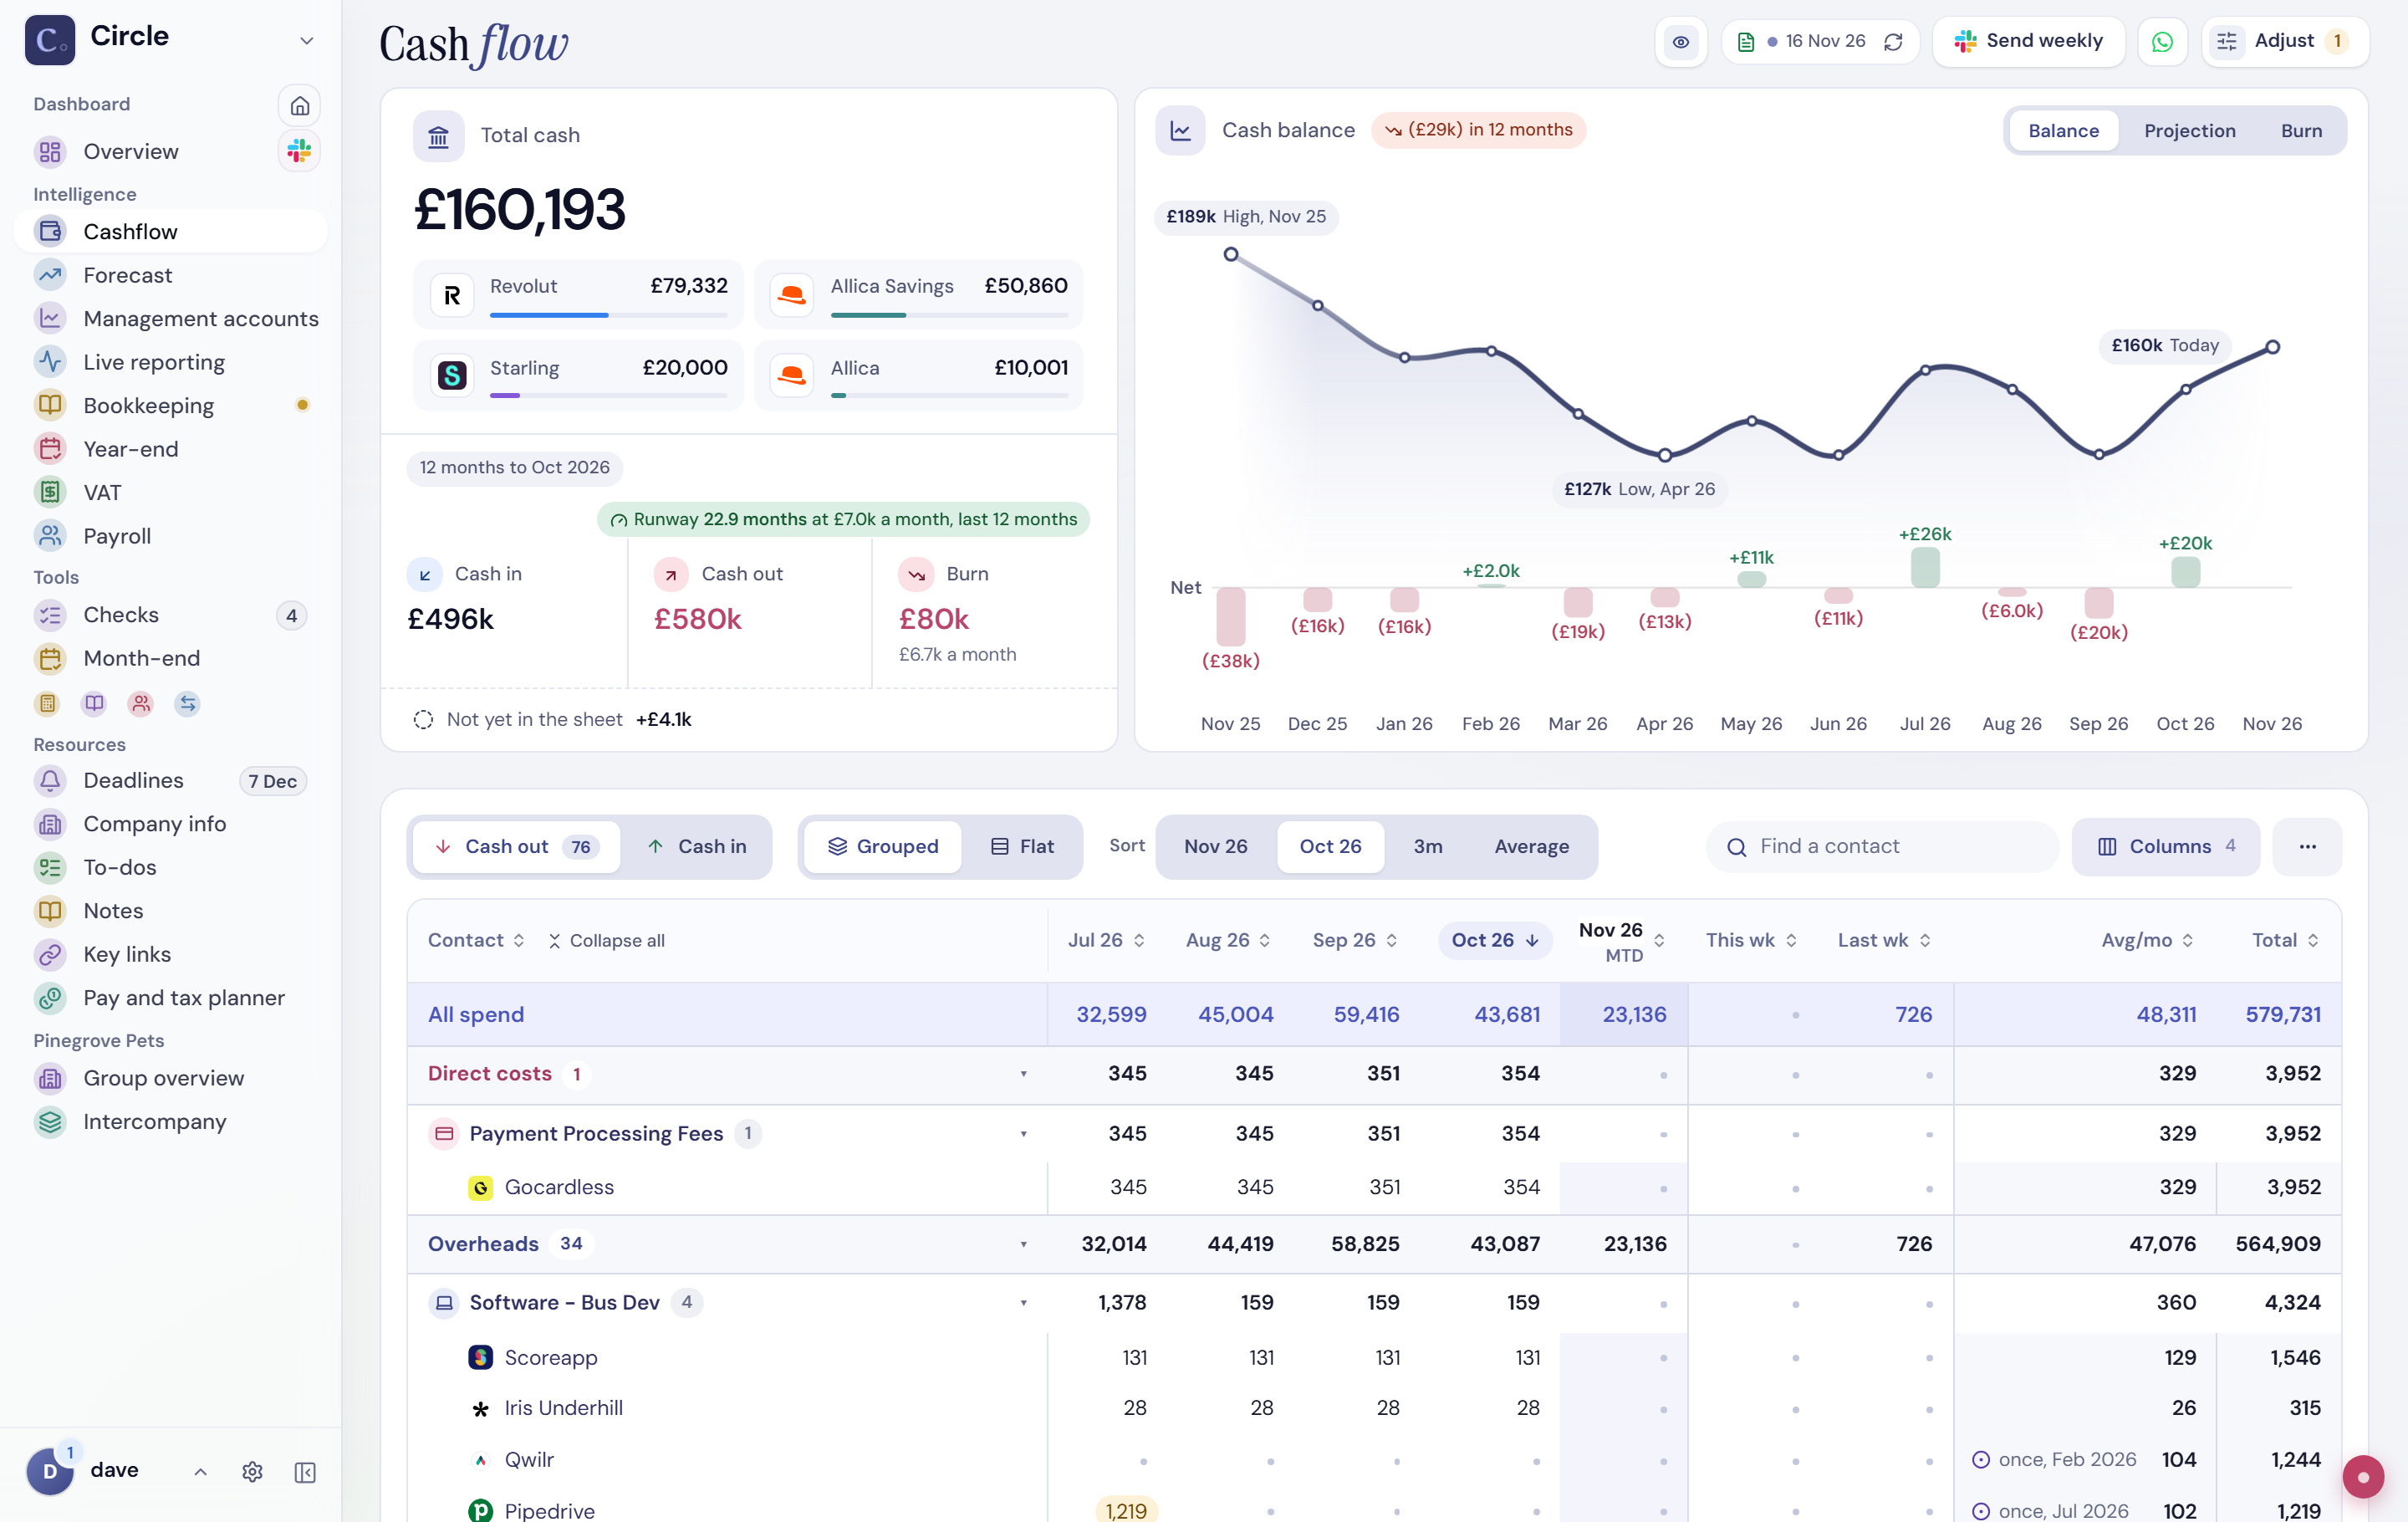 C. Circle
Dashboard
Overview
Intelligence
Cashflow
Forecast
Management accounts
Live reporting
Bookkeeping
Year-end
VAT
Payroll
Tools
Checks 4
Month-end
Resources
Deadlines 7 Dec
Company info
To-dos
Notes
Key links
Pay and tax planner
Pinegrove Pets
Group overview
Intercompany
D 1 dave
Cash flow
16 Nov 26
Send weekly
Adjust 1
Total cash
£160,193
Revolut £79,332
Allica Savings £50,860
Starling £20,000
Allica £10,001
12 months to Oct 2026
Runway 22.9 months at £7.0k a month, last 12 months
Cash in
£496k
Cash out
£580k
Burn
£80k
£6.7k a month
Not yet in the sheet +£4.1k
Cash balance (£29k) in 12 months
Balance Projection Burn
£189k High, Nov 25
£160k Today
£127k Low, Apr 26
Net
(£38k) (£16k) (£16k) +£2.0k (£19k) (£13k) +£11k (£11k) +£26k (£6.0k) (£20k) +£20k
Nov 25 Dec 25 Jan 26 Feb 26 Mar 26 Apr 26 May 26 Jun 26 Jul 26 Aug 26 Sep 26 Oct 26 Nov 26
Cash out 76 Cash in
Grouped Flat
Sort Nov 26 Oct 26 3m Average
Find a contact
Columns 4
Contact Collapse all Jul 26 Aug 26 Sep 26 Oct 26 Nov 26 MTD This wk Last wk Avg/mo Total
All spend 32,599 45,004 59,416 43,681 23,136 726 48,311 579,731
Direct costs 1 345 345 351 354 329 3,952
Payment Processing Fees 1 345 345 351 354 329 3,952
Gocardless 345 345 351 354 329 3,952
Overheads 34 32,014 44,419 58,825 43,087 23,136 726 47,076 564,909
Software - Bus Dev 4 1,378 159 159 159 360 4,324
Scoreapp 131 131 131 131 129 1,546
Iris Underhill 28 28 28 28 26 315
Qwilr once, Feb 2026 104 1,244
Pipedrive 1,219 once, Jul 2026 102 1,219